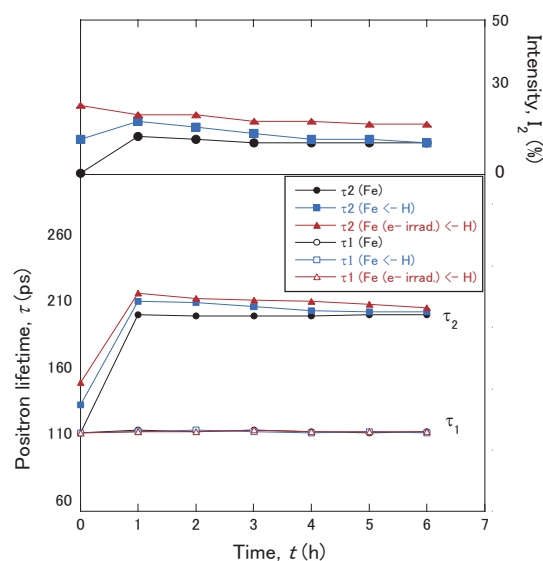 50
30
0
Intensity, I2 (%)
τ2 (Fe)
τ2 (Fe <- H)
τ2 (Fe (e- irrad.) <- H)
τ1 (Fe)
τ1 (Fe <- H)
τ1 (Fe (e- irrad.) <- H)
260
210
160
110
60
Positron lifetime, τ (ps)
τ2
τ1
0 1 2 3 4 5 6 7
Time, t (h)